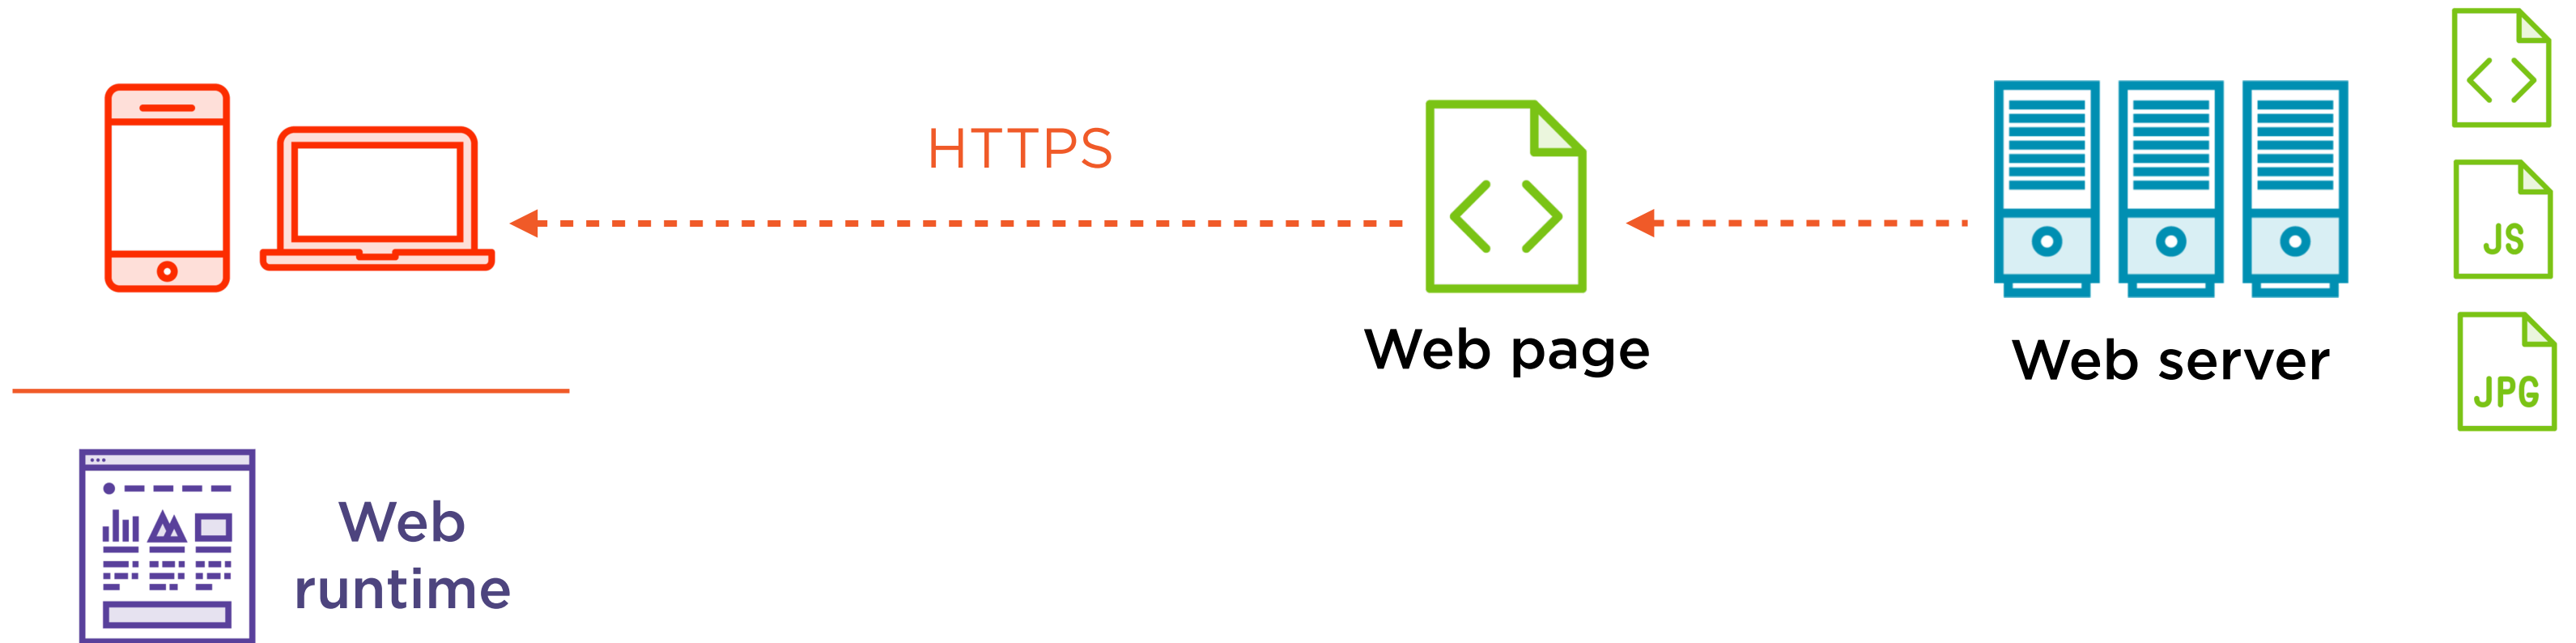 HTTPS
Web page
Web server
JS
JPG
Web
runtime